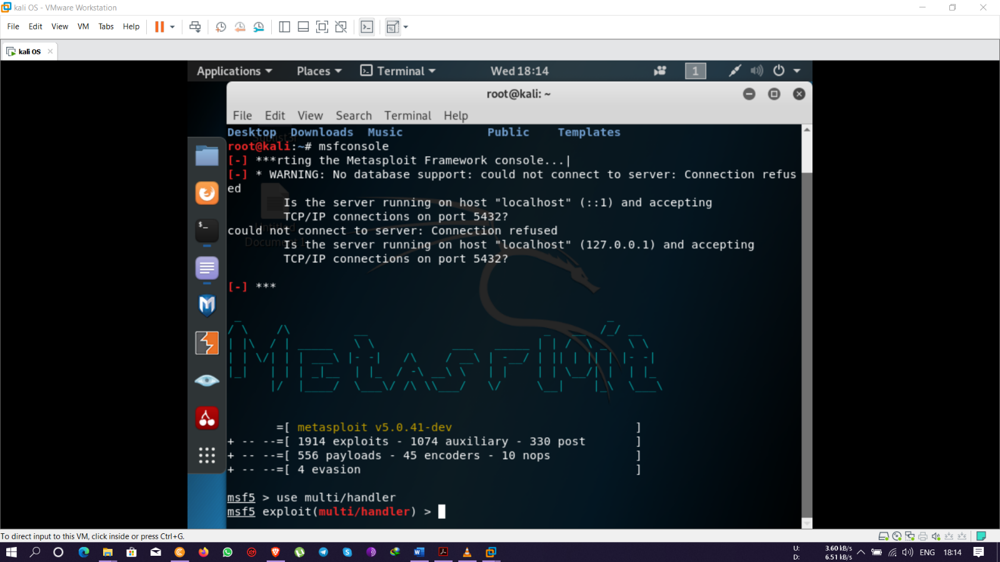 kali OS - VMware Workstation
File Edit View VM Tabs Help
kali OS
Applications Places Terminal Wed 18:14 1
root@kali: ~
File Edit View Search Terminal Help
Desktop Downloads Music Public Templates
root@kali:~# msfconsole
[-] ***rting the Metasploit Framework console...|
[-] * WARNING: No database support: could not connect to server: Connection refus
ed
Is the server running on host "localhost" (::1) and accepting
TCP/IP connections on port 5432?
could not connect to server: Connection refused
Is the server running on host "localhost" (127.0.0.1) and accepting
TCP/IP connections on port 5432?
[-] ***
Metasploit
=[ metasploit v5.0.41-dev ]
+ -- --=[ 1914 exploits - 1074 auxiliary - 330 post ]
+ -- --=[ 556 payloads - 45 encoders - 10 nops ]
+ -- --=[ 4 evasion ]
msf5 > use multi/handler
msf5 exploit(multi/handler) >
Untitled
Document 1
To direct input to this VM, click inside or press Ctrl+G.
U: 3.60 kB/s
D: 6.51 kB/s
ENG 18:14